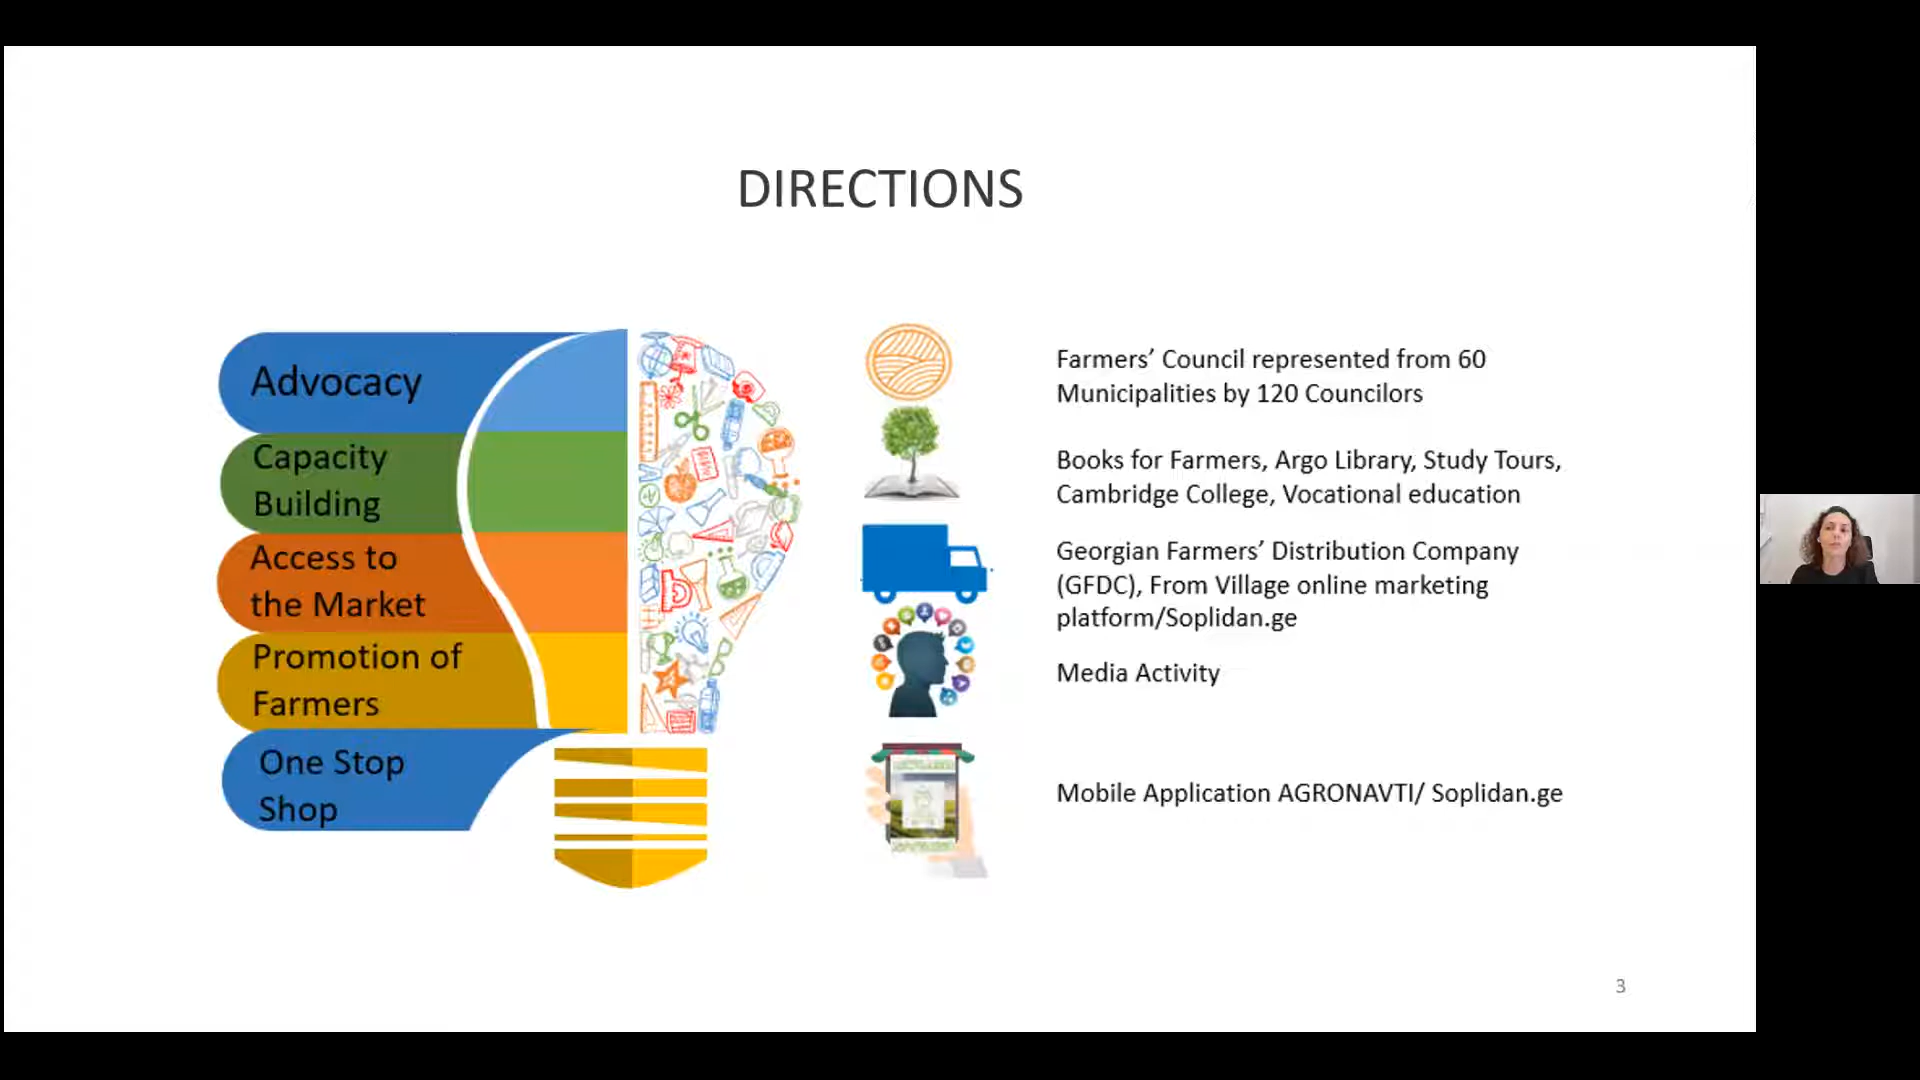 DIRECTIONS
Advocacy
Capacity
Building
Access to
the Market
Promotion of
Farmers
One Stop
Shop
Farmers’ Council represented from 60
Municipalities by 120 Councilors
Books for Farmers, Argo Library, Study Tours,
Cambridge College, Vocational education
Georgian Farmers’ Distribution Company
(GFDC), From Village online marketing
platform/Soplidan.ge
Media Activity
Mobile Application AGRONAVTI/ Soplidan.ge
3